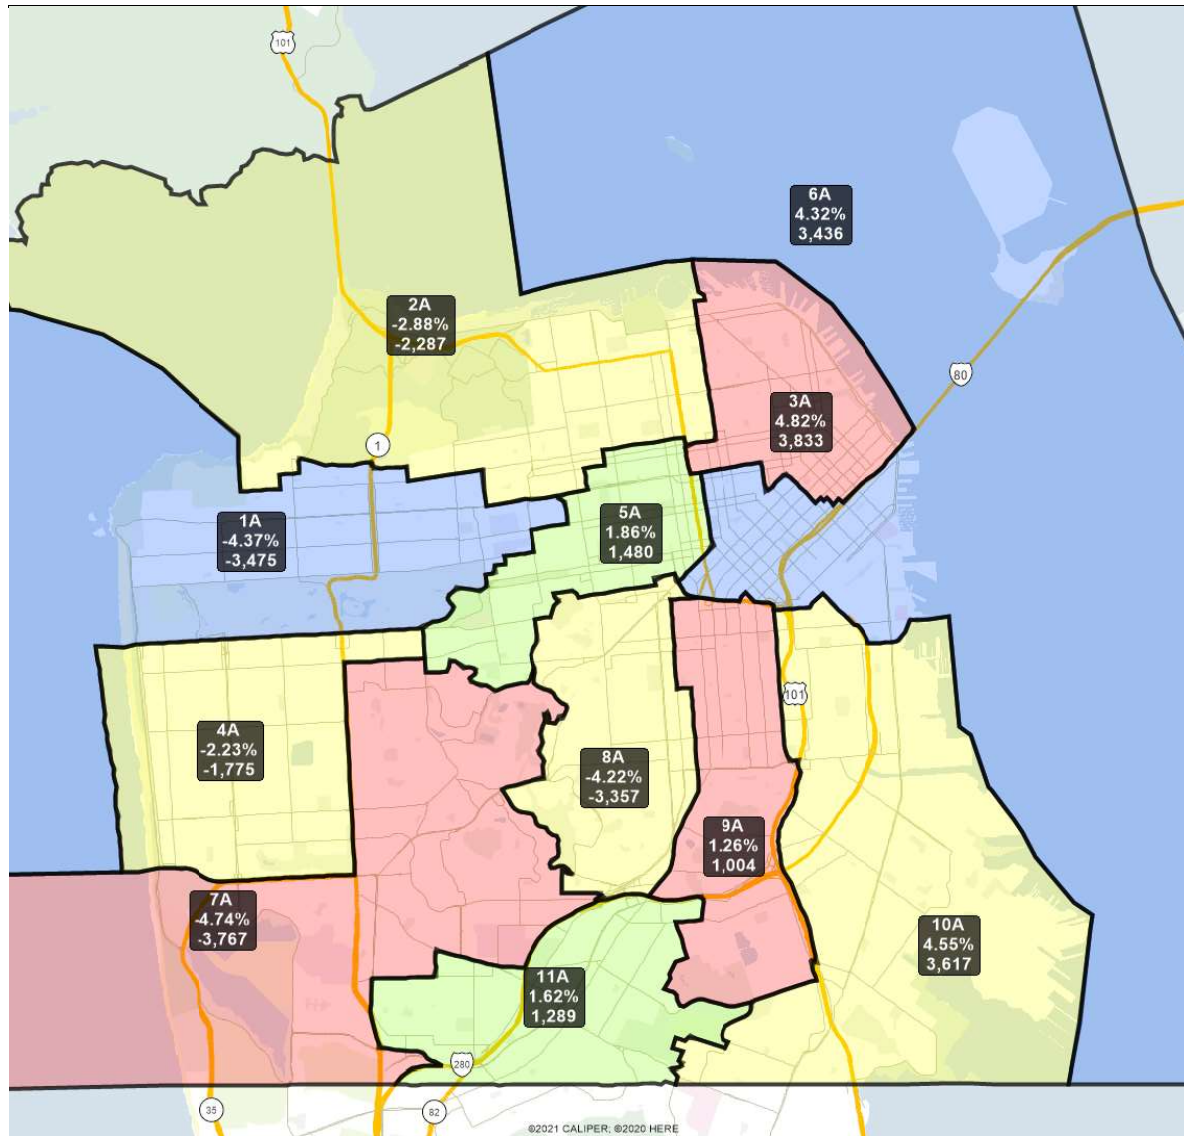 101
6A
4.32%
3,436
2A
-2.88%
-2,287
80
3A
4.82%
3,833
1
1A
-4.37%
-3,475
5A
1.86%
1,480
101
4A
-2.23%
-1,775
8A
-4.22%
-3,357
9A
1.26%
1,004
7A
-4.74%
-3,767
10A
4.55%
3,617
11A
1.62%
1,289
280
35
82
©2021 CALIPER; ©2020 HERE